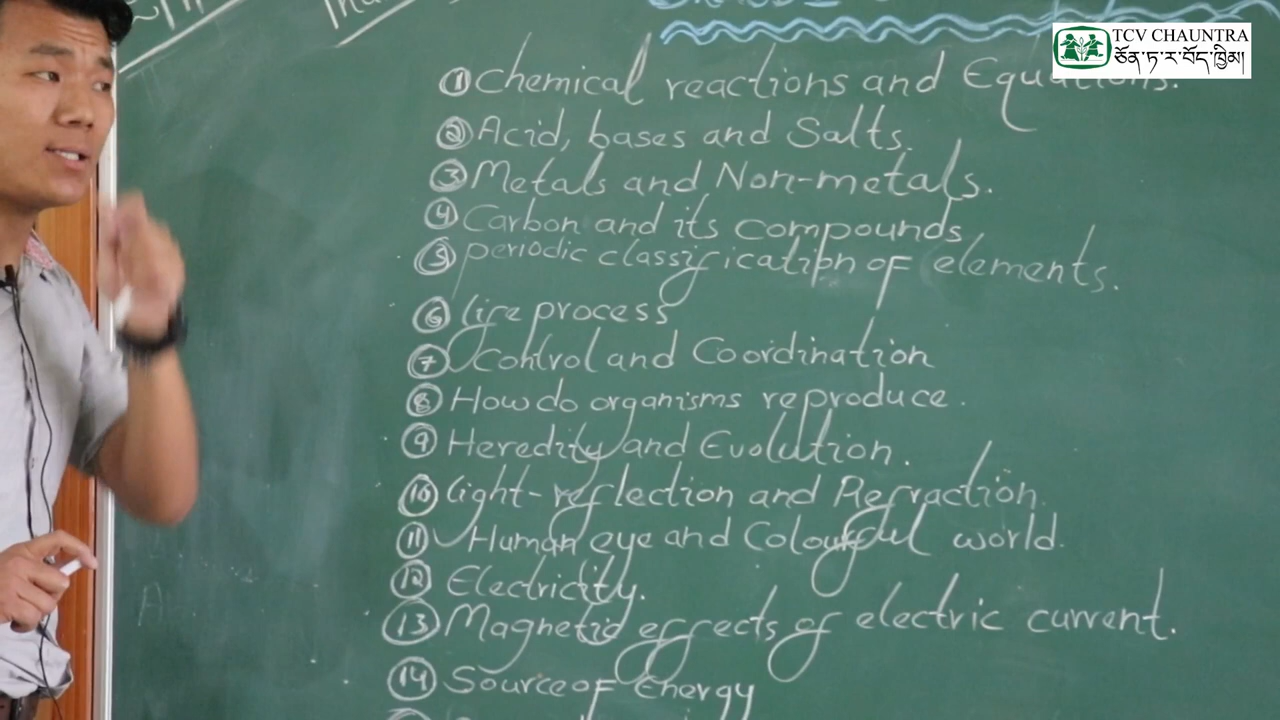 TCV CHAUNTRA
ཅོན་ཏ་ར་བོད་ཁྱིམ།
① Chemical reactions and Equations.
② Acid, bases and Salts.
③ Metals and Non-metals.
④ Carbon and its compounds
⑤ periodic classification of elements.
⑥ life process
⑦ Control and Coordination
⑧ How do organisms reproduce.
⑨ Heredity and Evolution.
⑩ light-reflection and Refraction.
⑪ Human eye and Colourful world.
⑫ Electricity.
⑬ Magnetic effects of electric current.
⑭ Source of Energy